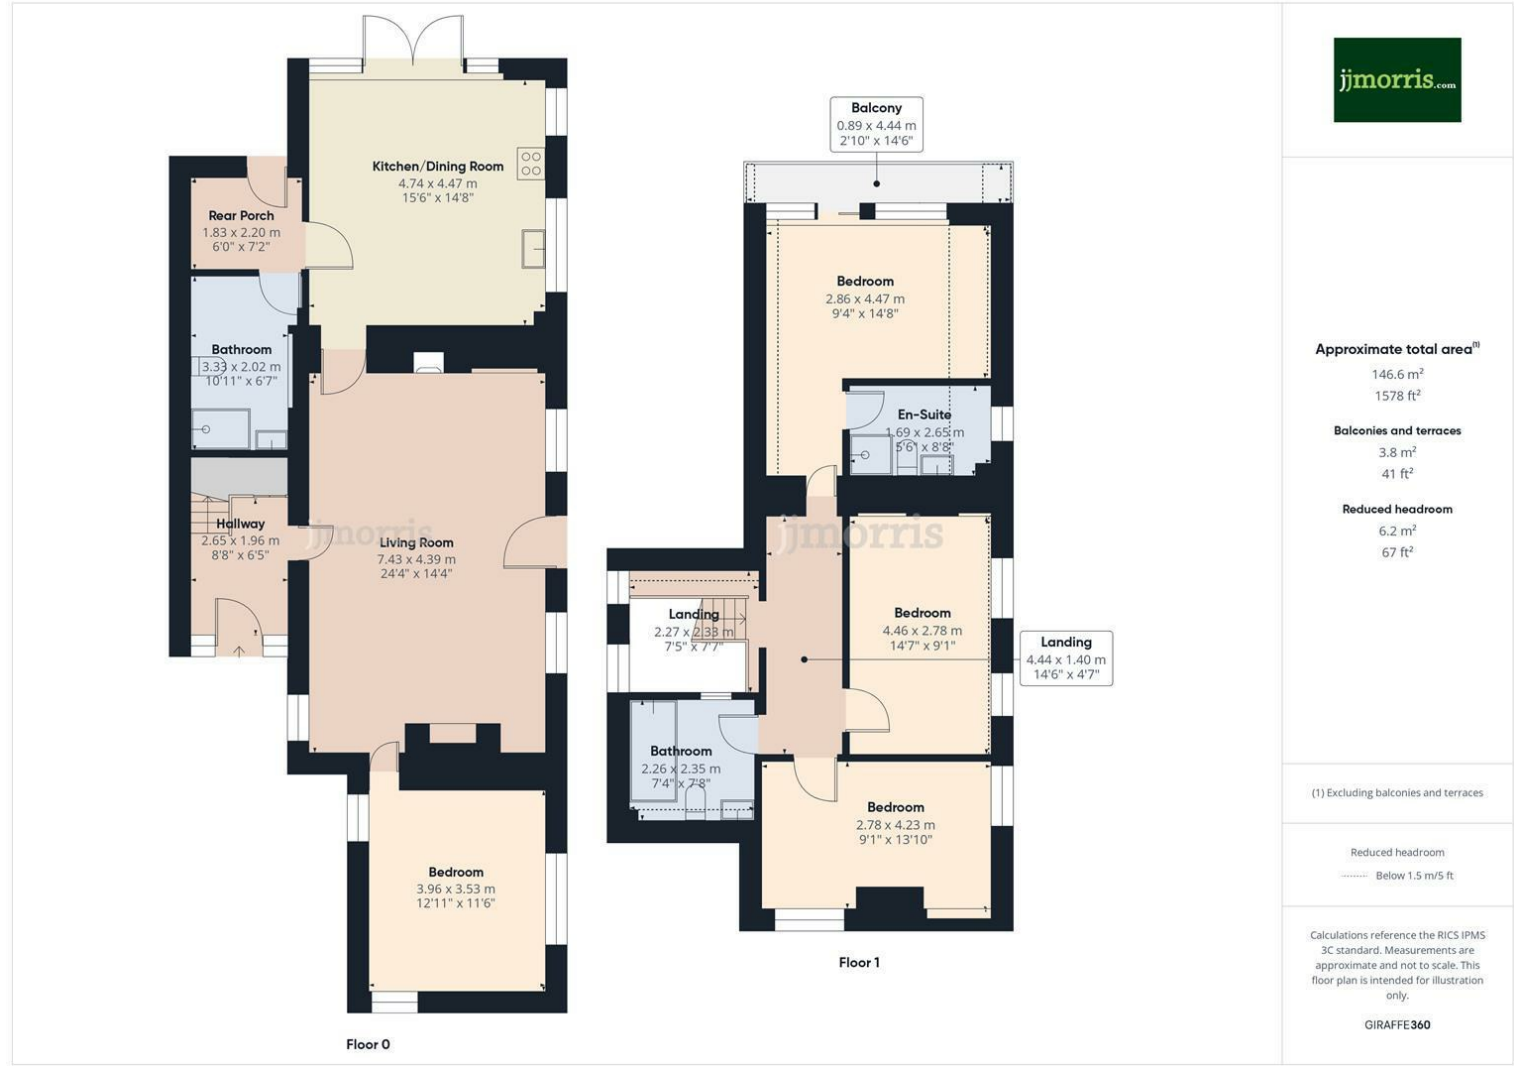 Kitchen/Dining Room
4.74 x 4.47 m
15'6" x 14'8"
Rear Porch
1.83 x 2.20 m
6'0" x 7'2"
Bathroom
3.33 x 2.02 m
10'11" x 6'7"
Hallway
2.65 x 1.96 m
8'8" x 6'5"
jjmorris
Living Room
7.43 x 4.39 m
24'4" x 14'4"
Bedroom
3.96 x 3.53 m
12'11" x 11'6"
Floor 0
Balcony
0.89 x 4.44 m
2'10" x 14'6"
Bedroom
2.86 x 4.47 m
9'4" x 14'8"
En-Suite
1.69 x 2.65 m
5'6" x 8'8"
jjmorris
Landing
2.27 x 2.33 m
7'5" x 7'7"
Bedroom
4.46 x 2.78 m
14'7" x 9'1"
Landing
4.44 x 1.40 m
14'6" x 4'7"
Bathroom
2.26 x 2.35 m
7'4" x 7'8"
Bedroom
2.78 x 4.23 m
9'1" x 13'10"
Floor 1
jjmorris.com
Approximate total area(1)
146.6 m²
1578 ft²
Balconies and terraces
3.8 m²
41 ft²
Reduced headroom
6.2 m²
67 ft²
(1) Excluding balconies and terraces
Reduced headroom
Below 1.5 m/5 ft
Calculations reference the RICS IPMS
3C standard. Measurements are
approximate and not to scale. This
floor plan is intended for illustration
only.
GIRAFFE360